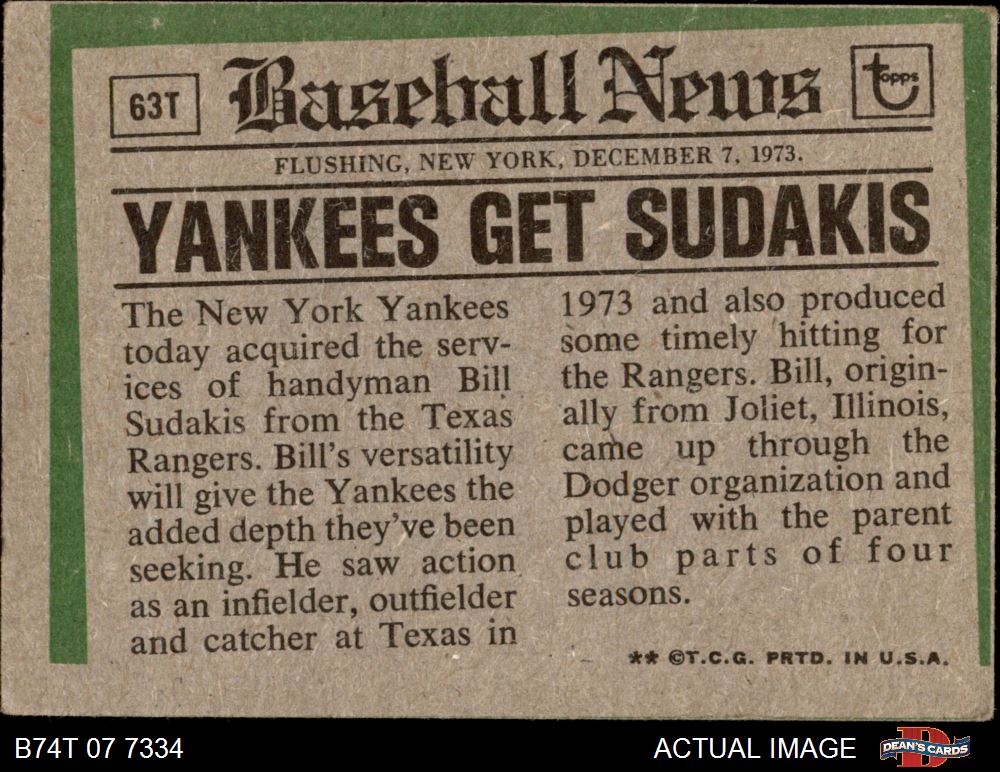 63T
Baseball News
topps
FLUSHING, NEW YORK, DECEMBER 7, 1973.
YANKEES GET SUDAKIS
The New York Yankees
today acquired the serv-
ices of handyman Bill
Sudakis from the Texas
Rangers. Bill's versatility
will give the Yankees the
added depth they've been
seeking. He saw action
as an infielder, outfielder
and catcher at Texas in
1973 and also produced
some timely hitting for
the Rangers. Bill, origin-
ally from Joliet, Illinois,
came up through the
Dodger organization and
played with the parent
club parts of four
seasons.
** ©T.C.G. PRTD. IN U.S.A.
B74T 07 7334
ACTUAL IMAGE
D
DEAN'S CARDS